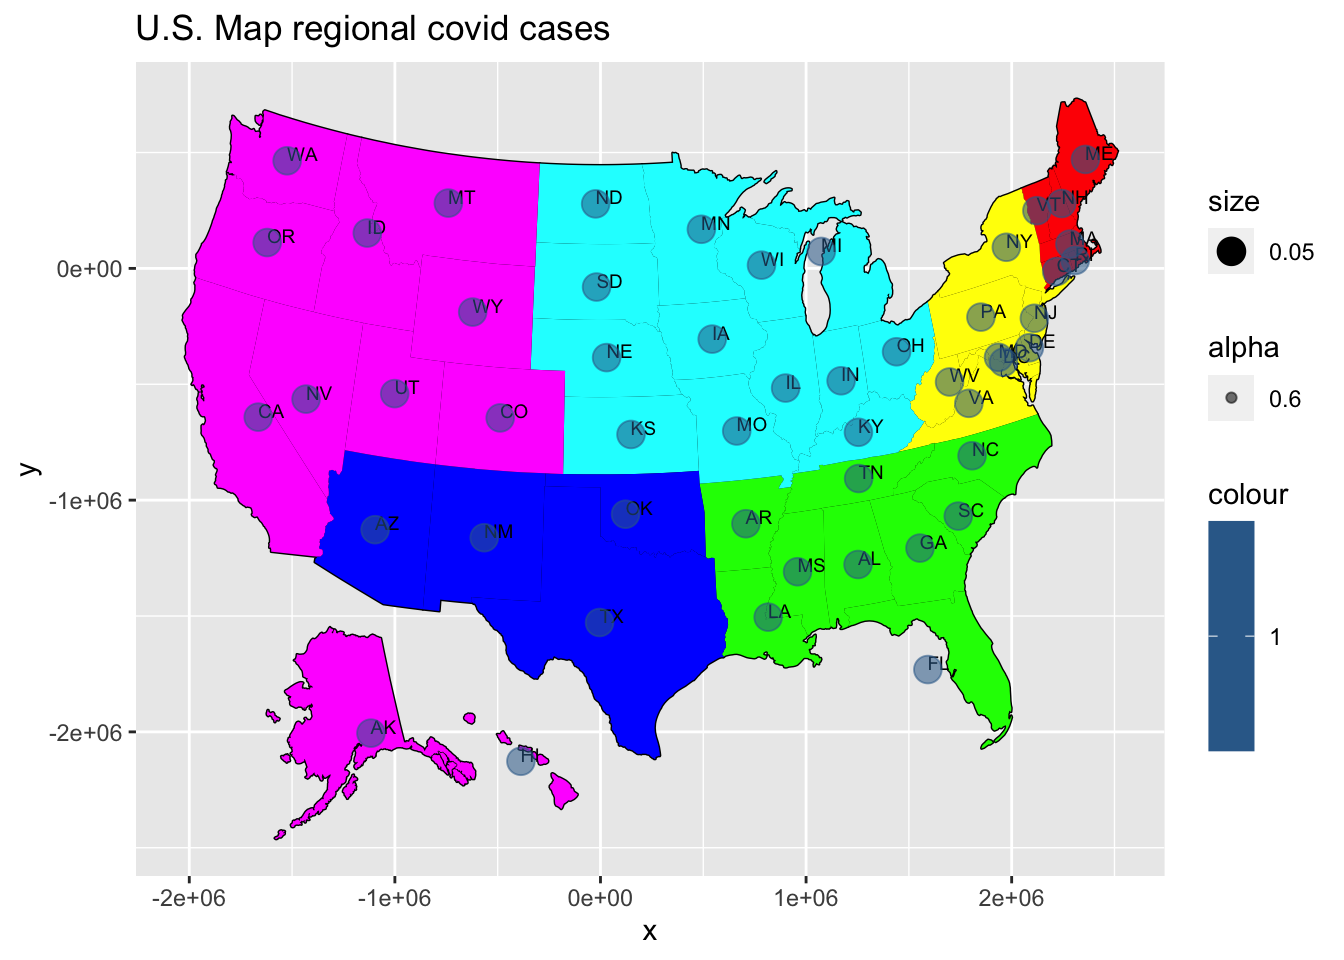 U.S. Map regional covid cases
WA
MT
ND
ME
OR
ID
MN
VT
NH
WI
MI
NY
MA
SD
CT
WY
IA
PA
NJ
NE
OH
DE
NV
UT
CO
IL
IN
WV
CA
KS
MO
KY
VA
NC
TN
AZ
NM
OK
AR
SC
GA
MS
AL
TX
LA
FL
AK
HI
0e+00
-1e+06
-2e+06
y
-2e+06
-1e+06
0e+00
1e+06
2e+06
x
size
0.05
alpha
0.6
colour
1